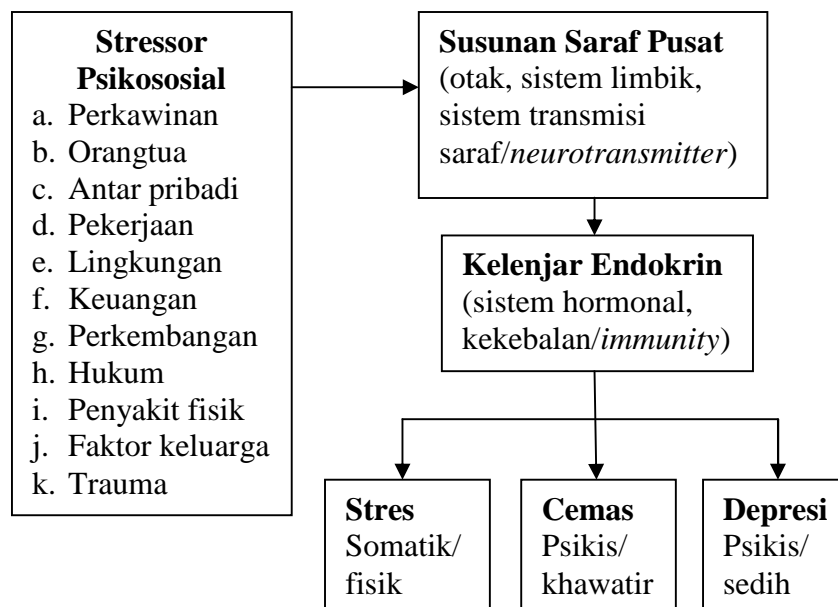 Stressor
Psikososial
a. Perkawinan
b. Orangtua
c. Antar pribadi
d. Pekerjaan
e. Lingkungan
f. Keuangan
g. Perkembangan
h. Hukum
i. Penyakit fisik
j. Faktor keluarga
k. Trauma
Susunan Saraf Pusat
(otak, sistem limbik,
sistem transmisi
saraf/neurotransmitter)
Kelenjar Endokrin
(sistem hormonal,
kekebalan/immunity)
Stres
Somatik/
fisik
Cemas
Psikis/
khawatir
Depresi
Psikis/
sedih